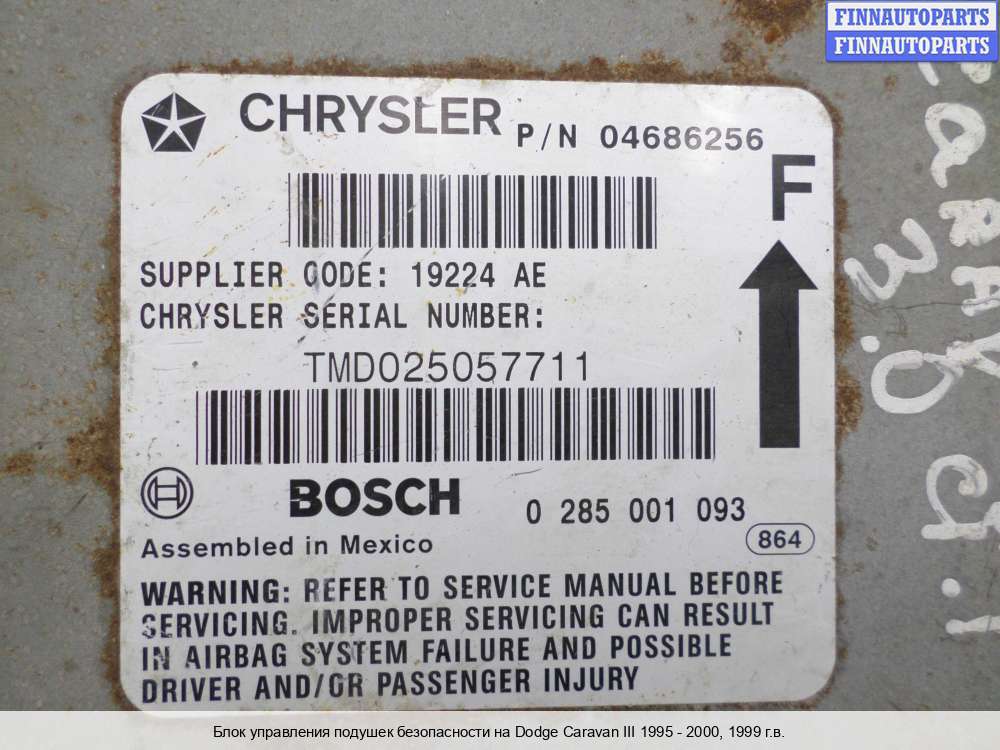 FINNAUTOPARTS
FINNAUTOPARTS
CHRYSLER P/N 04686256
F
SUPPLIER CODE: 19224 AE
CHRYSLER SERIAL NUMBER:
TMD025057711
BOSCH 0 285 001 093
Assembled in Mexico 864
WARNING: REFER TO SERVICE MANUAL BEFORE
SERVICING. IMPROPER SERVICING CAN RESULT
IN AIRBAG SYSTEM FAILURE AND POSSIBLE
DRIVER AND/OR PASSENGER INJURY
3.0
Блок управления подушек безопасности на Dodge Caravan III 1995 - 2000, 1999 г.в.